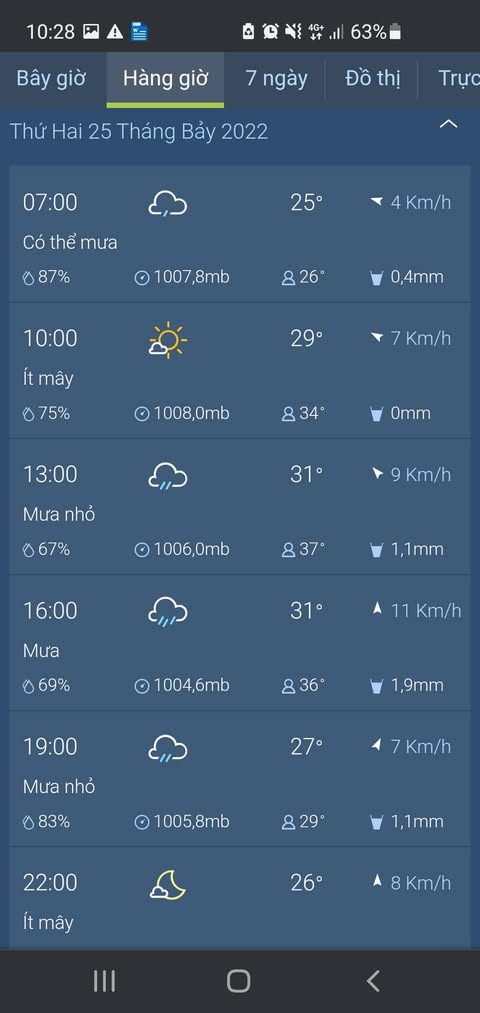 10:28 4G+ 63%
Bây giờ Hàng giờ 7 ngày Đồ thị Trực
Thứ Hai 25 Tháng Bảy 2022
07:00 25° 4 Km/h
Có thể mưa
87% 1007,8mb 26° 0,4mm
10:00 29° 7 Km/h
Ít mây
75% 1008,0mb 34° 0mm
13:00 31° 9 Km/h
Mưa nhỏ
67% 1006,0mb 37° 1,1mm
16:00 31° 11 Km/h
Mưa
69% 1004,6mb 36° 1,9mm
19:00 27° 7 Km/h
Mưa nhỏ
83% 1005,8mb 29° 1,1mm
22:00 26° 8 Km/h
Ít mây